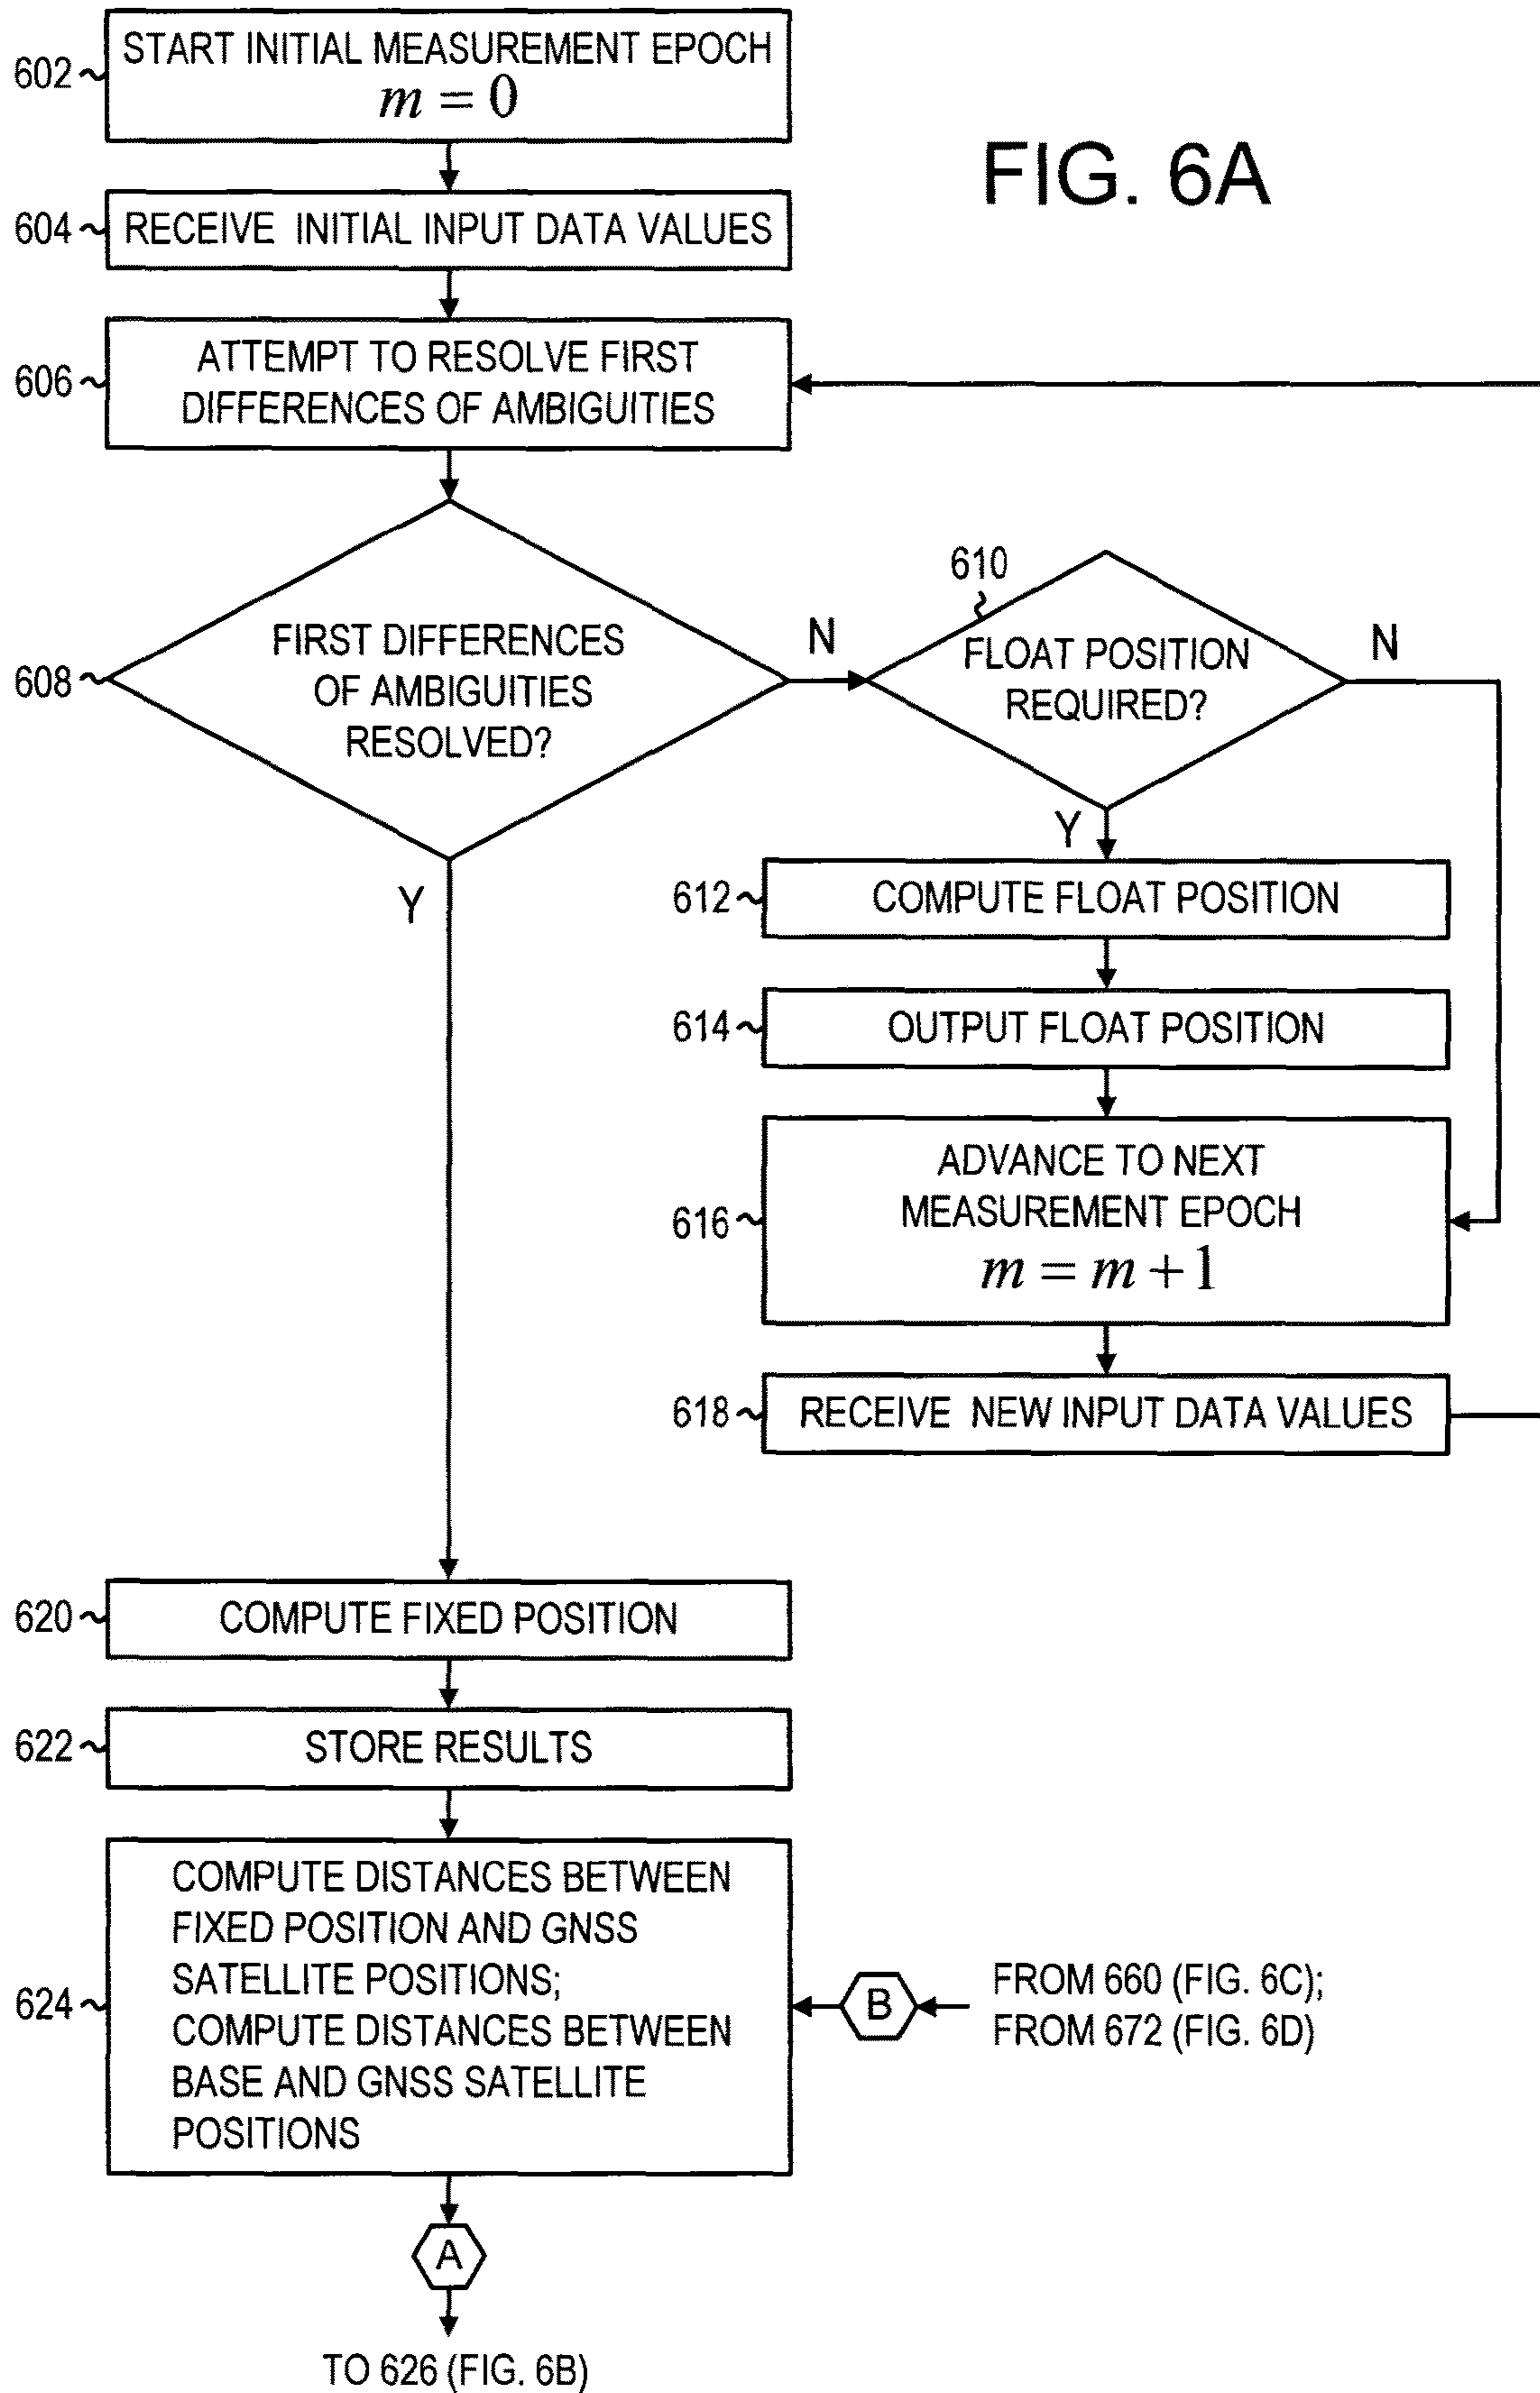 602
START INITIAL MEASUREMENT EPOCH
m = 0
FIG. 6A
604
RECEIVE INITIAL INPUT DATA VALUES
606
ATTEMPT TO RESOLVE FIRST
DIFFERENCES OF AMBIGUITIES
608
FIRST DIFFERENCES
OF AMBIGUITIES
RESOLVED?
N
Y
610
FLOAT POSITION
REQUIRED?
N
Y
612
COMPUTE FLOAT POSITION
614
OUTPUT FLOAT POSITION
616
ADVANCE TO NEXT
MEASUREMENT EPOCH
m = m + 1
618
RECEIVE NEW INPUT DATA VALUES
620
COMPUTE FIXED POSITION
622
STORE RESULTS
624
COMPUTE DISTANCES BETWEEN
FIXED POSITION AND GNSS
SATELLITE POSITIONS;
COMPUTE DISTANCES BETWEEN
BASE AND GNSS SATELLITE
POSITIONS
B
FROM 660 (FIG. 6C);
FROM 672 (FIG. 6D)
A
TO 626 (FIG. 6B)